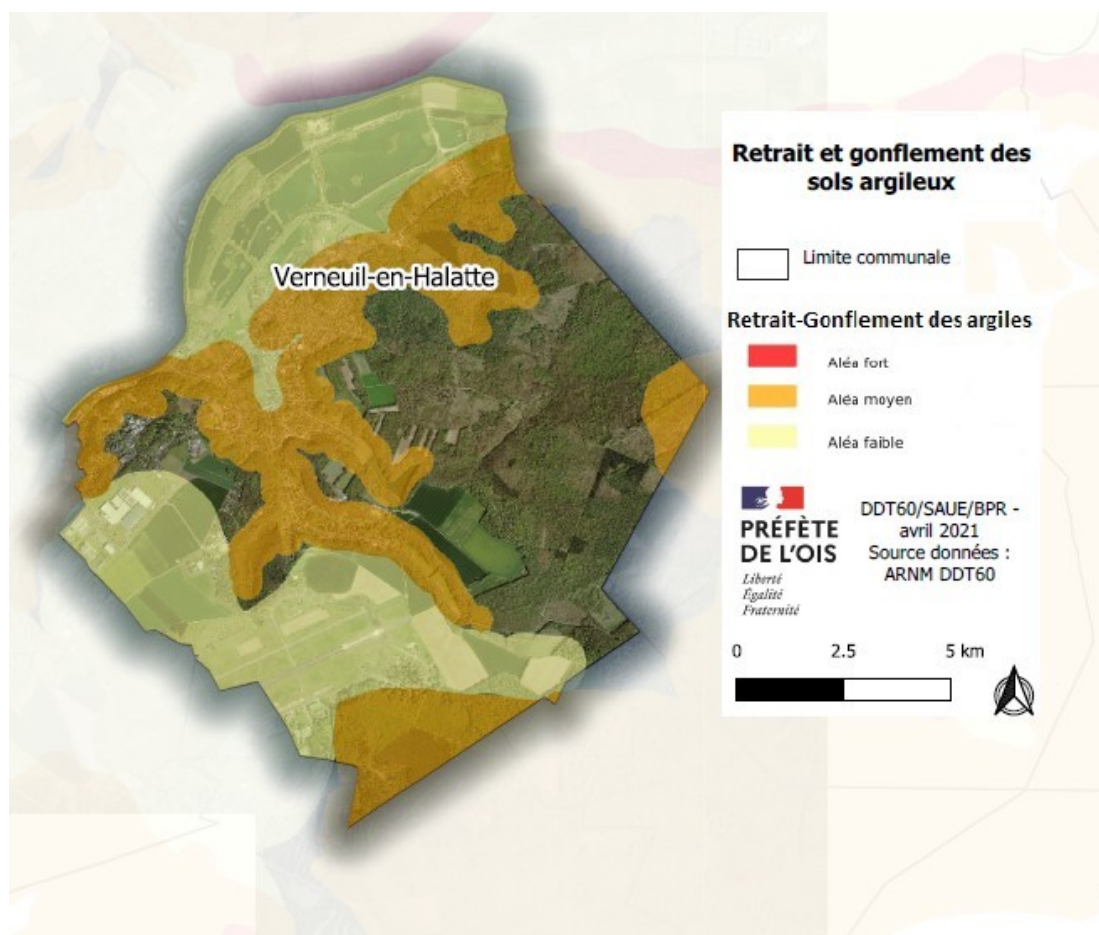 Verneuil-en-Halatte
Retrait et gonflement des
sols argileux
Limite communale
Retrait-Gonflement des argiles
Aléa fort
Aléa moyen
Aléa faible
PRÉFÈTE
DE L'OIS
Liberté
Égalité
Fraternité
DDT60/SAUE/BPR -
avril 2021
Source données :
ARNM DDT60
0 2.5 5 km